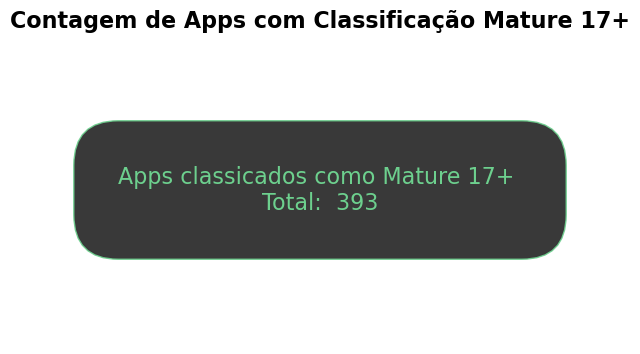 Contagem de Apps com Classificação Mature 17+
Apps classicados como Mature 17+
Total:  393